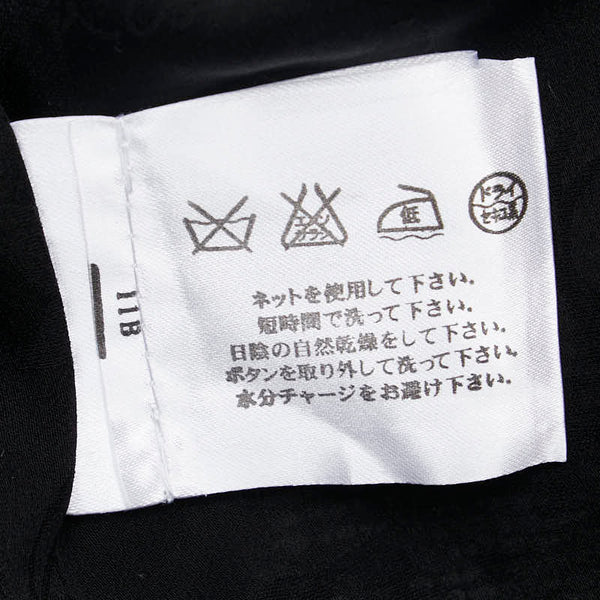 エンソ
サラシ
低
ドライ
セキユ系
ネットを使用して下さい.
短時間で洗って下さい.
日陰の自然乾燥をして下さい.
ボタンを取り外して洗って下さい.
水分チャージをお避け下さい.
11B